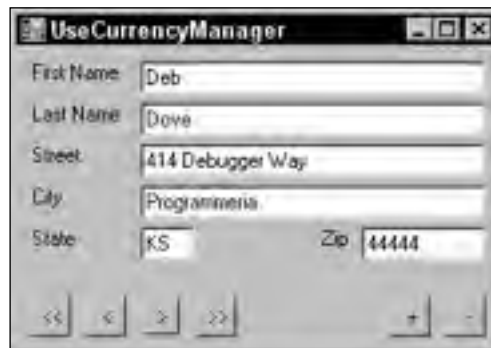 UseCurrencyManager
First Name Deb
Last Name Dove
Street 414 Debugger Way
City Programmeria
State KS Zip 44444
<< < > >> + -